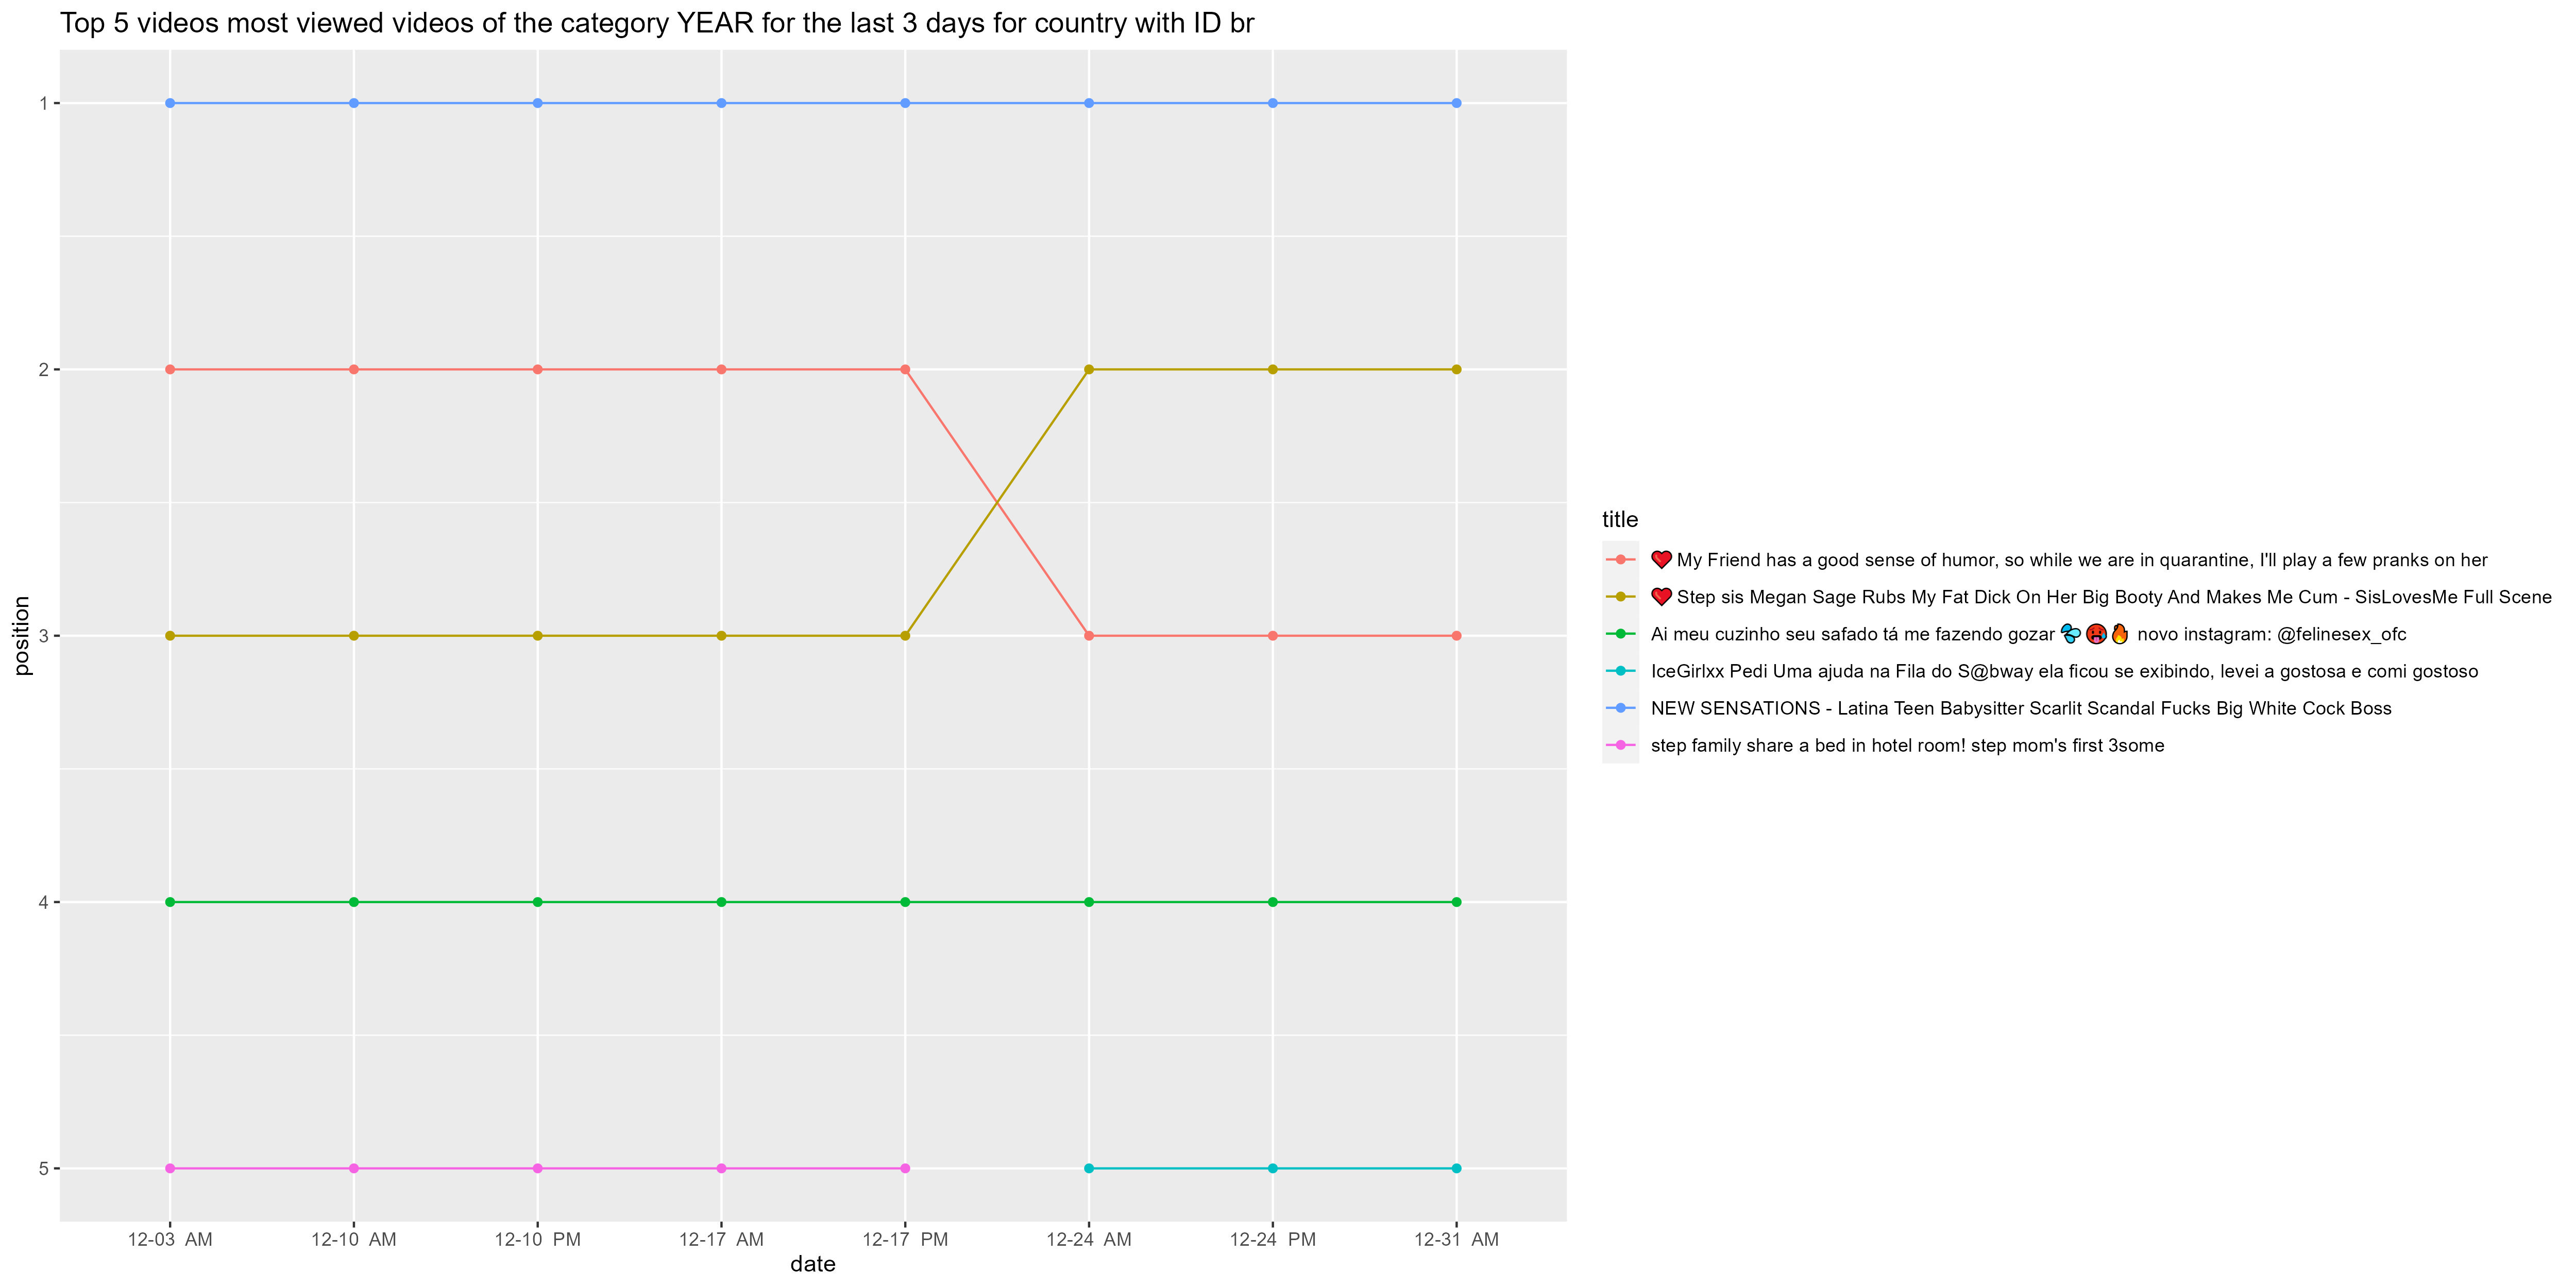 Top 5 videos most viewed videos of the category YEAR for the last 3 days for country with ID br
position
1
2
3
4
5
12-03 AM
12-10 AM
12-10 PM
12-17 AM
12-17 PM
12-24 AM
12-24 PM
12-31 AM
date
title
❤️ My Friend has a good sense of humor, so while we are in quarantine, I'll play a few pranks on her
❤️ Step sis Megan Sage Rubs My Fat Dick On Her Big Booty And Makes Me Cum - SisLovesMe Full Scene
Ai meu cuzinho seu safado tá me fazendo gozar 💦🥵🔥 novo instagram: @felinesex_ofc
IceGirlxx Pedi Uma ajuda na Fila do S@bway ela ficou se exibindo, levei a gostosa e comi gostoso
NEW SENSATIONS - Latina Teen Babysitter Scarlit Scandal Fucks Big White Cock Boss
step family share a bed in hotel room! step mom's first 3some